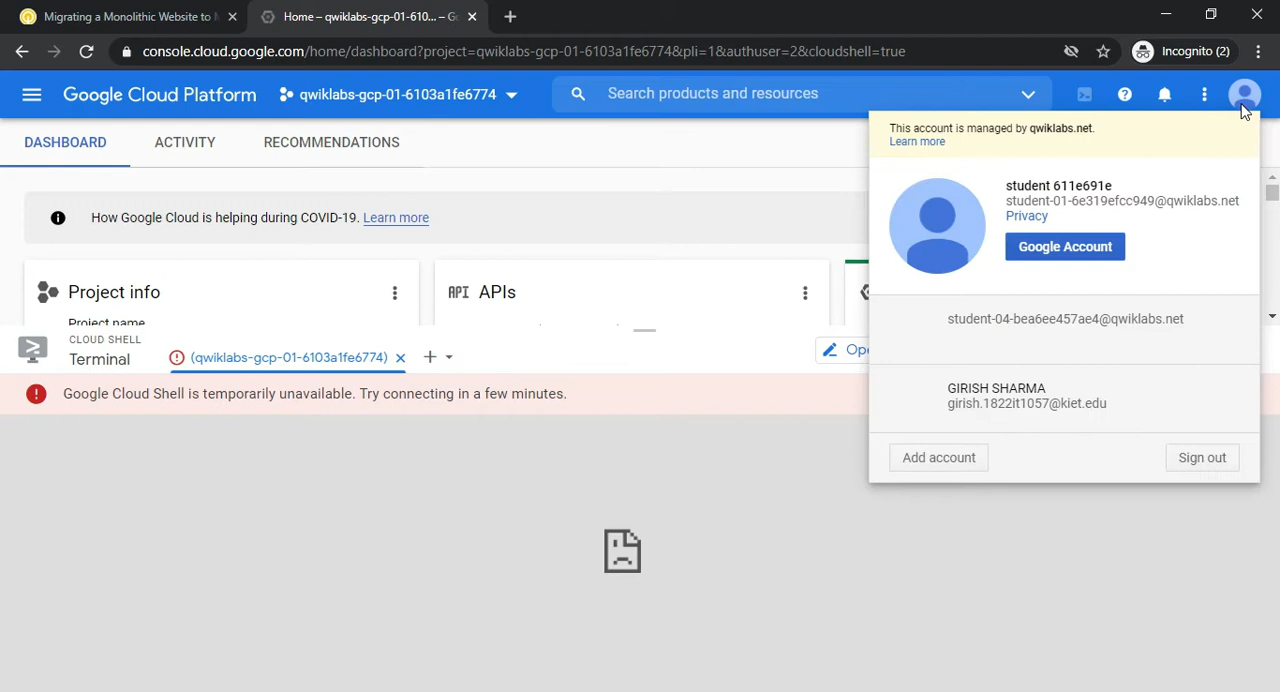 Migrating a Monolithic Website to
Home – qwiklabs-gcp-01-610... – G
console.cloud.google.com/home/dashboard?project=qwiklabs-gcp-01-6103a1fe6774&pli=1&authuser=2&cloudshell=true
Incognito (2)
Google Cloud Platform
qwiklabs-gcp-01-6103a1fe6774
Search products and resources
DASHBOARD
ACTIVITY
RECOMMENDATIONS
This account is managed by qwiklabs.net.
Learn more
student 611e691e
student-01-6e319efcc949@qwiklabs.net
Privacy
Google Account
How Google Cloud is helping during COVID-19. Learn more
Project info
API APIs
Project name
student-04-bea6ee457ae4@qwiklabs.net
CLOUD SHELL
Terminal
(qwiklabs-gcp-01-6103a1fe6774)
Ope
GIRISH SHARMA
girish.1822it1057@kiet.edu
Google Cloud Shell is temporarily unavailable. Try connecting in a few minutes.
Add account
Sign out